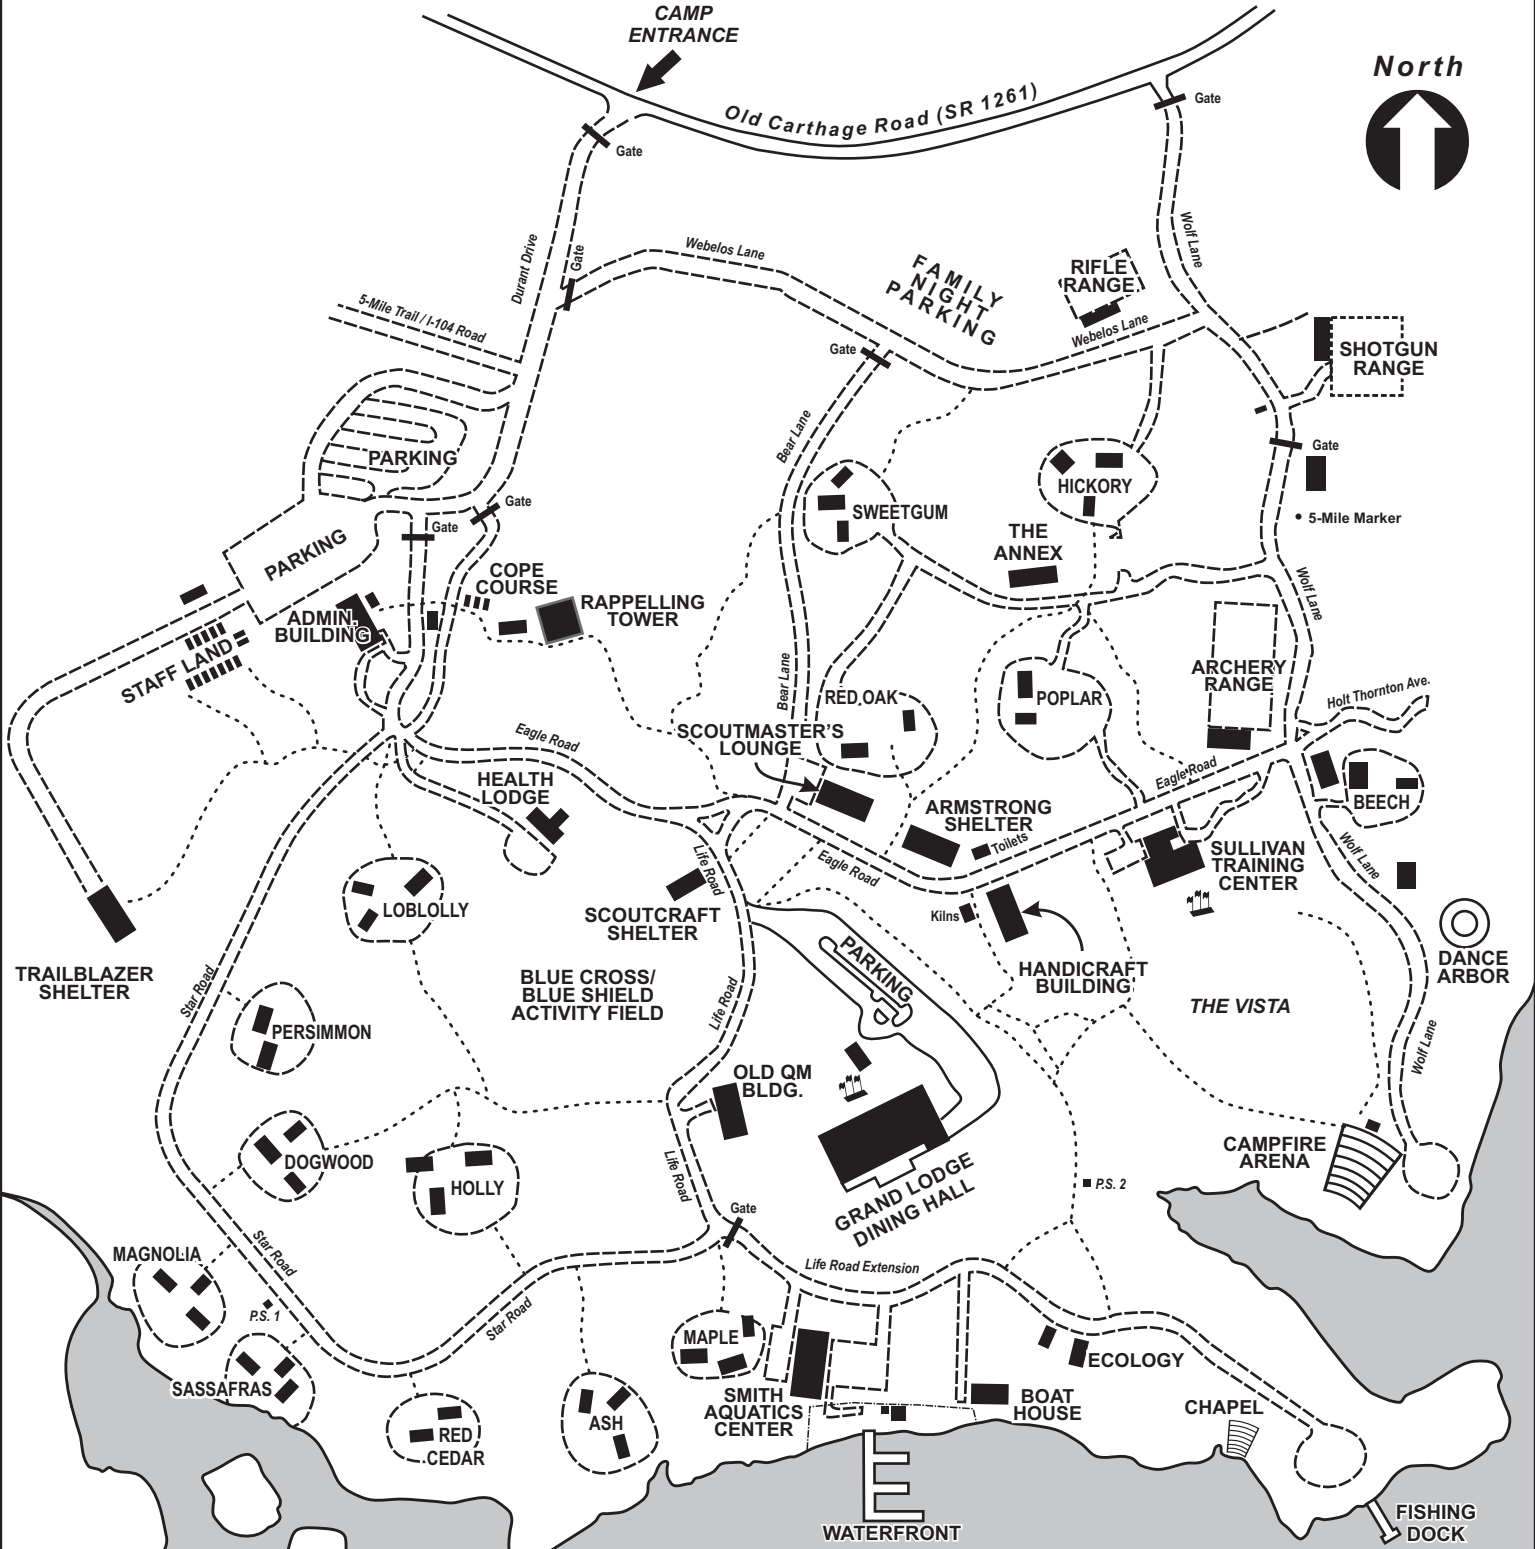 CAMP
ENTRANCE
North
Old Carthage Road (SR 1261)
Gate
Gate
Durant Drive
Gate
Webelos Lane
Wolf Lane
FAMILY
NIGHT
PARKING
RIFLE
RANGE
5-Mile Trail / I-104 Road
Webelos Lane
Gate
SHOTGUN
RANGE
Bear Lane
PARKING
Gate
HICKORY
Gate
SWEETGUM
Gate
5-Mile Marker
THE
ANNEX
PARKING
COPE
COURSE
RAPPELLING
TOWER
Wolf Lane
ADMIN.
BUILDING
STAFF LAND
Bear Lane
RED OAK
POPLAR
ARCHERY
RANGE
Holt Thornton Ave.
SCOUTMASTER'S
LOUNGE
Eagle Road
HEALTH
LODGE
Eagle Road
BEECH
ARMSTRONG
SHELTER
Toilets
Eagle Road
Life Road
SULLIVAN
TRAINING
CENTER
Wolf Lane
LOBLOLLY
SCOUTCRAFT
SHELTER
Kilns
PARKING
HANDICRAFT
BUILDING
DANCE
ARBOR
TRAILBLAZER
SHELTER
Star Road
BLUE CROSS/
BLUE SHIELD
ACTIVITY FIELD
Life Road
THE VISTA
PERSIMMON
Wolf Lane
OLD QM
BLDG.
CAMPFIRE
ARENA
DOGWOOD
HOLLY
Life Road
GRAND LODGE
DINING HALL
P.S. 2
Gate
MAGNOLIA
Star Road
Life Road Extension
P.S. 1
Star Road
MAPLE
ECOLOGY
SASSAFRAS
SMITH
AQUATICS
CENTER
BOAT
HOUSE
CHAPEL
ASH
RED
CEDAR
WATERFRONT
FISHING
DOCK